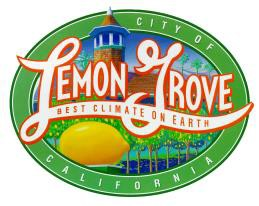 CITY OF
LEMON GROVE
BEST CLIMATE ON EARTH
CALIFORNIA